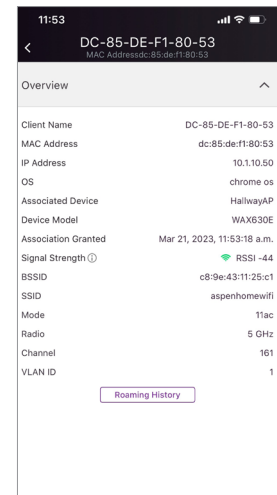 11:53
DC-85-DE-F1-80-53
MAC Addressdc:85:de:f1:80:53
Overview
Client Name DC-85-DE-F1-80-53
MAC Address dc:85:de:f1:80:53
IP Address 10.1.10.50
OS chrome os
Associated Device HallwayAP
Device Model WAX630E
Association Granted Mar 21, 2023, 11:53:18 a.m.
Signal Strength RSSI -44
BSSID c8:9e:43:11:25:c1
SSID aspenhomewifi
Mode 11ac
Radio 5 GHz
Channel 161
VLAN ID 1
Roaming History